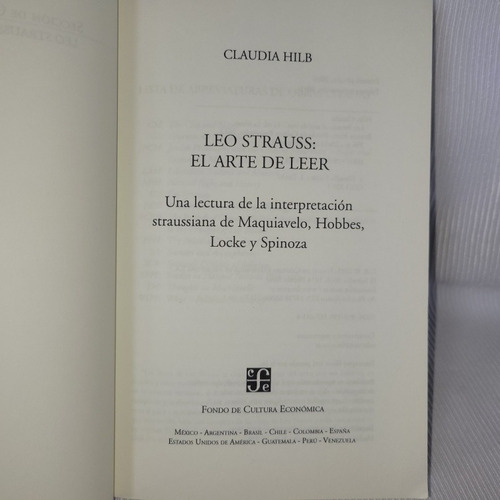 CLAUDIA HILB
LEO STRAUSS:
EL ARTE DE LEER
Una lectura de la interpretación
straussiana de Maquiavelo, Hobbes,
Locke y Spinoza
cfe
FONDO DE CULTURA ECONÓMICA
MÉXICO - ARGENTINA - BRASIL - CHILE - COLOMBIA - ESPAÑA
ESTADOS UNIDOS DE AMÉRICA - GUATEMALA - PERÚ - VENEZUELA